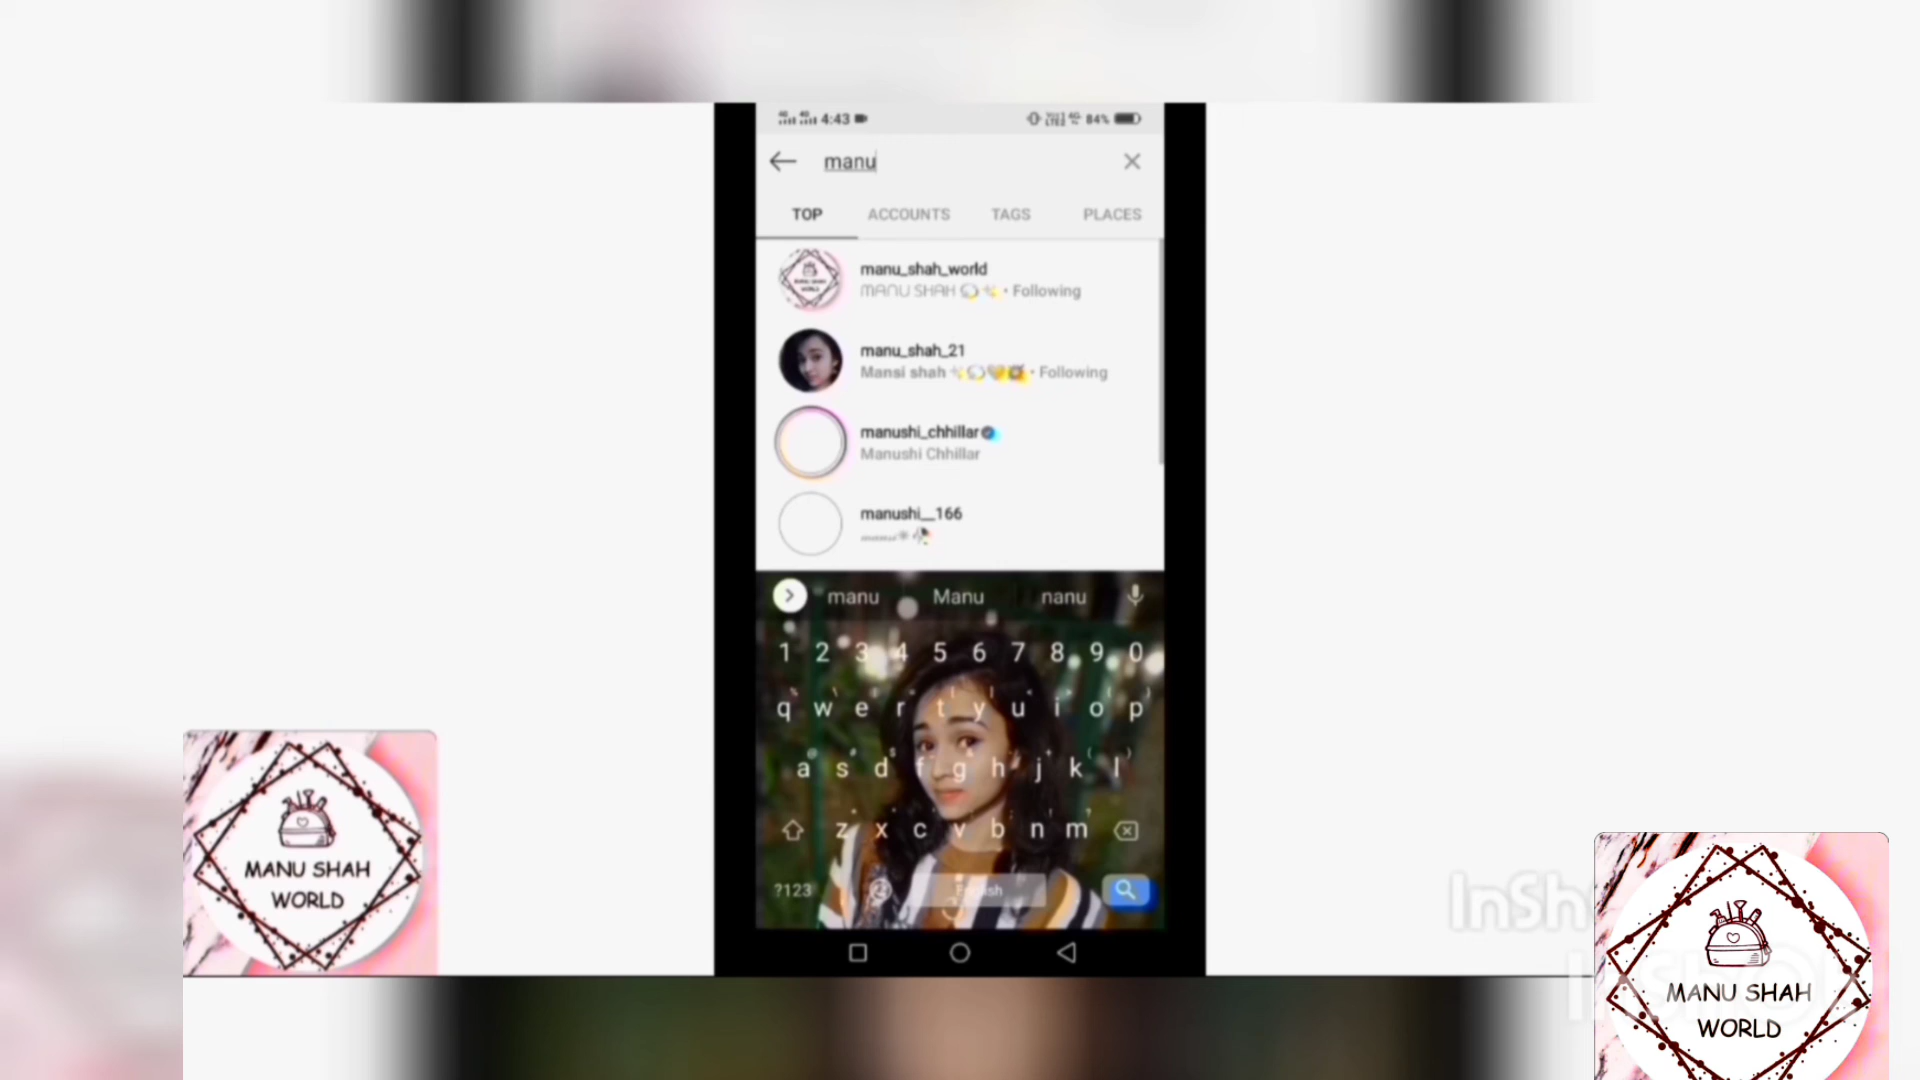 4:43
84%
manu
TOP ACCOUNTS TAGS PLACES
manu_shah_world
MANU SHAH • Following
manu_shah_21
Mansi shah • Following
manushi_chhillar
Manushi Chhillar
manushi__166
manu Manu nanu
1 2 3 4 5 6 7 8 9 0
q w e r t y u i o p
a s d f g h j k l
z x c v b n m
?123 English
MANU SHAH
WORLD
InSh
MANU SHAH
WORLD